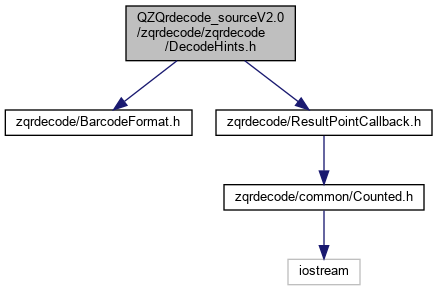 QZQrdecode_sourceV2.0
/zqrdecode/zqrdecode
/DecodeHints.h
zqrdecode/BarcodeFormat.h
zqrdecode/ResultPointCallback.h
zqrdecode/common/Counted.h
iostream